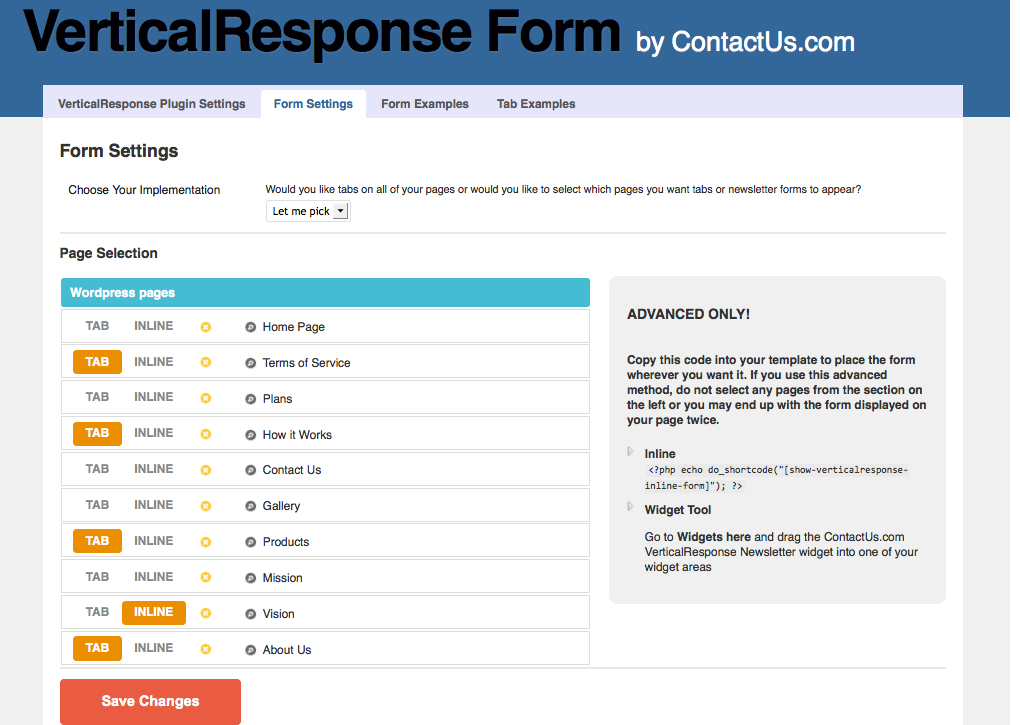 VerticalResponse Form by ContactUs.com
VerticalResponse Plugin Settings Form Settings Form Examples Tab Examples
Form Settings
Choose Your Implementation
Would you like tabs on all of your pages or would you like to select which pages you want tabs or newsletter forms to appear?
Let me pick
Page Selection
Wordpress pages
TAB INLINE Home Page
TAB INLINE Terms of Service
TAB INLINE Plans
TAB INLINE How it Works
TAB INLINE Contact Us
TAB INLINE Gallery
TAB INLINE Products
TAB INLINE Mission
TAB INLINE Vision
TAB INLINE About Us
ADVANCED ONLY!
Copy this code into your template to place the form
wherever you want it. If you use this advanced
method, do not select any pages from the section on
the left or you may end up with the form displayed on
your page twice.
Inline
<?php echo do_shortcode("[show-verticalresponse-
inline-form]"); ?>
Widget Tool
Go to Widgets here and drag the ContactUs.com
VerticalResponse Newsletter widget into one of your
widget areas
Save Changes